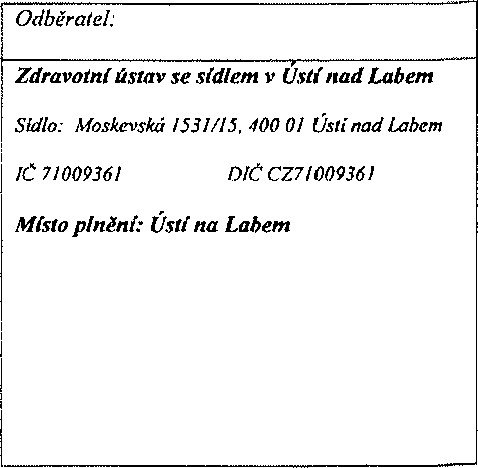 Odběratel:
Zdravotní ústav se sídlem v Ústí nad Labem
Sídlo: Moskevská 1531/15, 400 01 Ústí nad Labem
IČ 71009361 DIČ CZ71009361
Místo plnění: Ústí na Labem